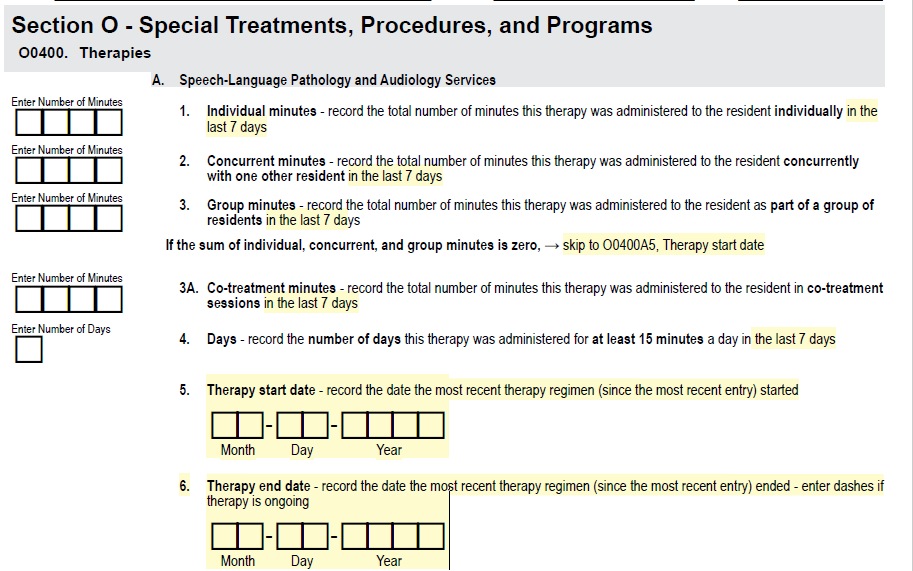 Section O - Special Treatments, Procedures, and Programs
O0400. Therapies
A. Speech-Language Pathology and Audiology Services
Enter Number of Minutes
1. Individual minutes - record the total number of minutes this therapy was administered to the resident individually in the
last 7 days
Enter Number of Minutes
2. Concurrent minutes - record the total number of minutes this therapy was administered to the resident concurrently
with one other resident in the last 7 days
Enter Number of Minutes
3. Group minutes - record the total number of minutes this therapy was administered to the resident as part of a group of
residents in the last 7 days
If the sum of individual, concurrent, and group minutes is zero, → skip to O0400A5, Therapy start date
Enter Number of Minutes
3A. Co-treatment minutes - record the total number of minutes this therapy was administered to the resident in co-treatment
sessions in the last 7 days
Enter Number of Days
4. Days - record the number of days this therapy was administered for at least 15 minutes a day in the last 7 days
5. Therapy start date - record the date the most recent therapy regimen (since the most recent entry) started
- -
Month Day Year
6. Therapy end date - record the date the most recent therapy regimen (since the most recent entry) ended - enter dashes if
therapy is ongoing
- -
Month Day Year